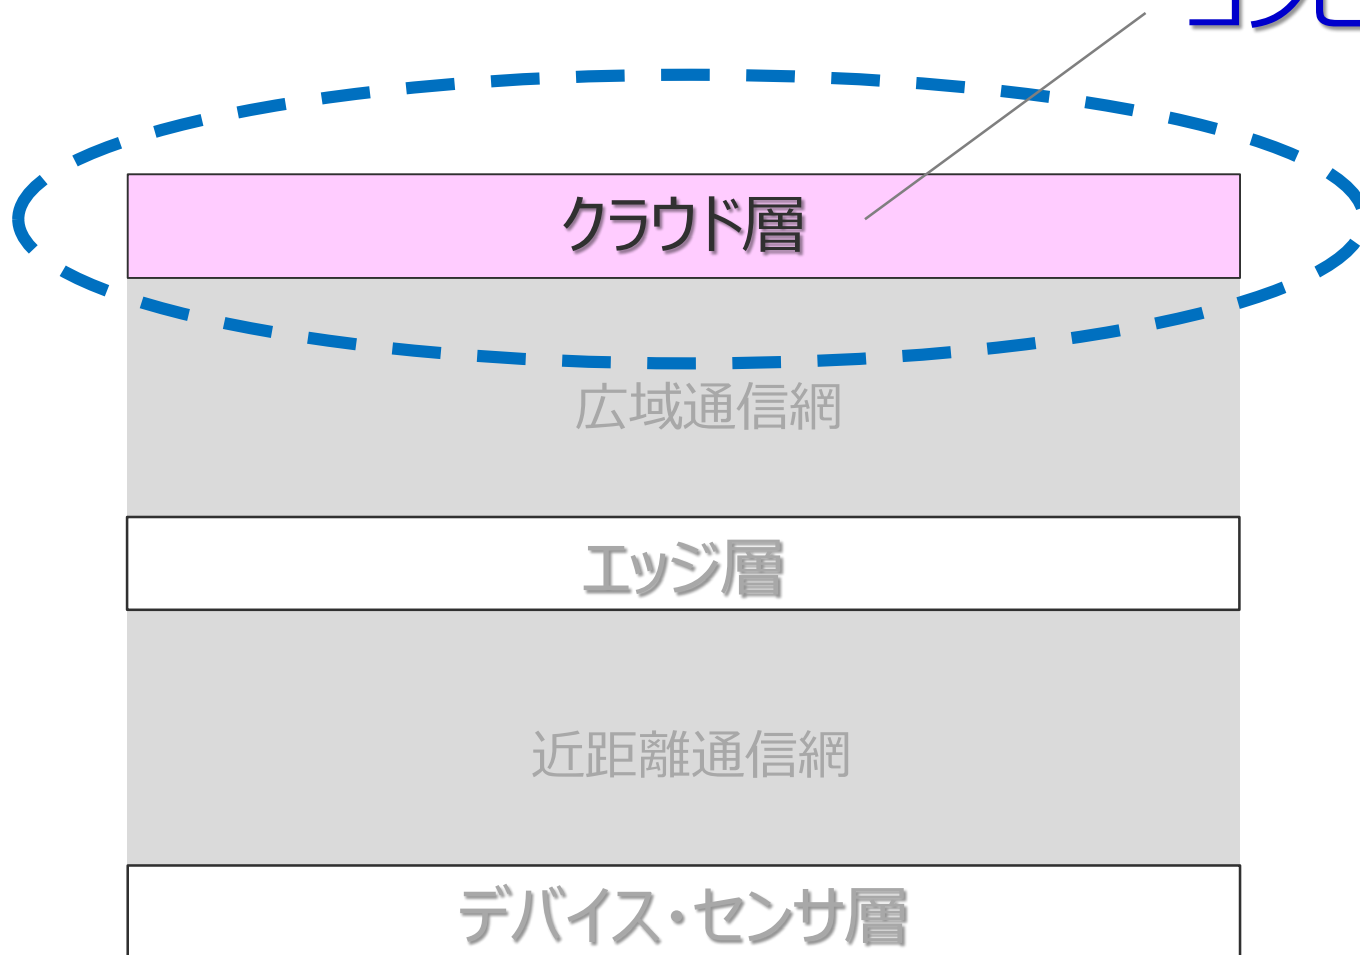 クラウド層
広域通信網
エッジ層
近距離通信網
デバイス・センサ層